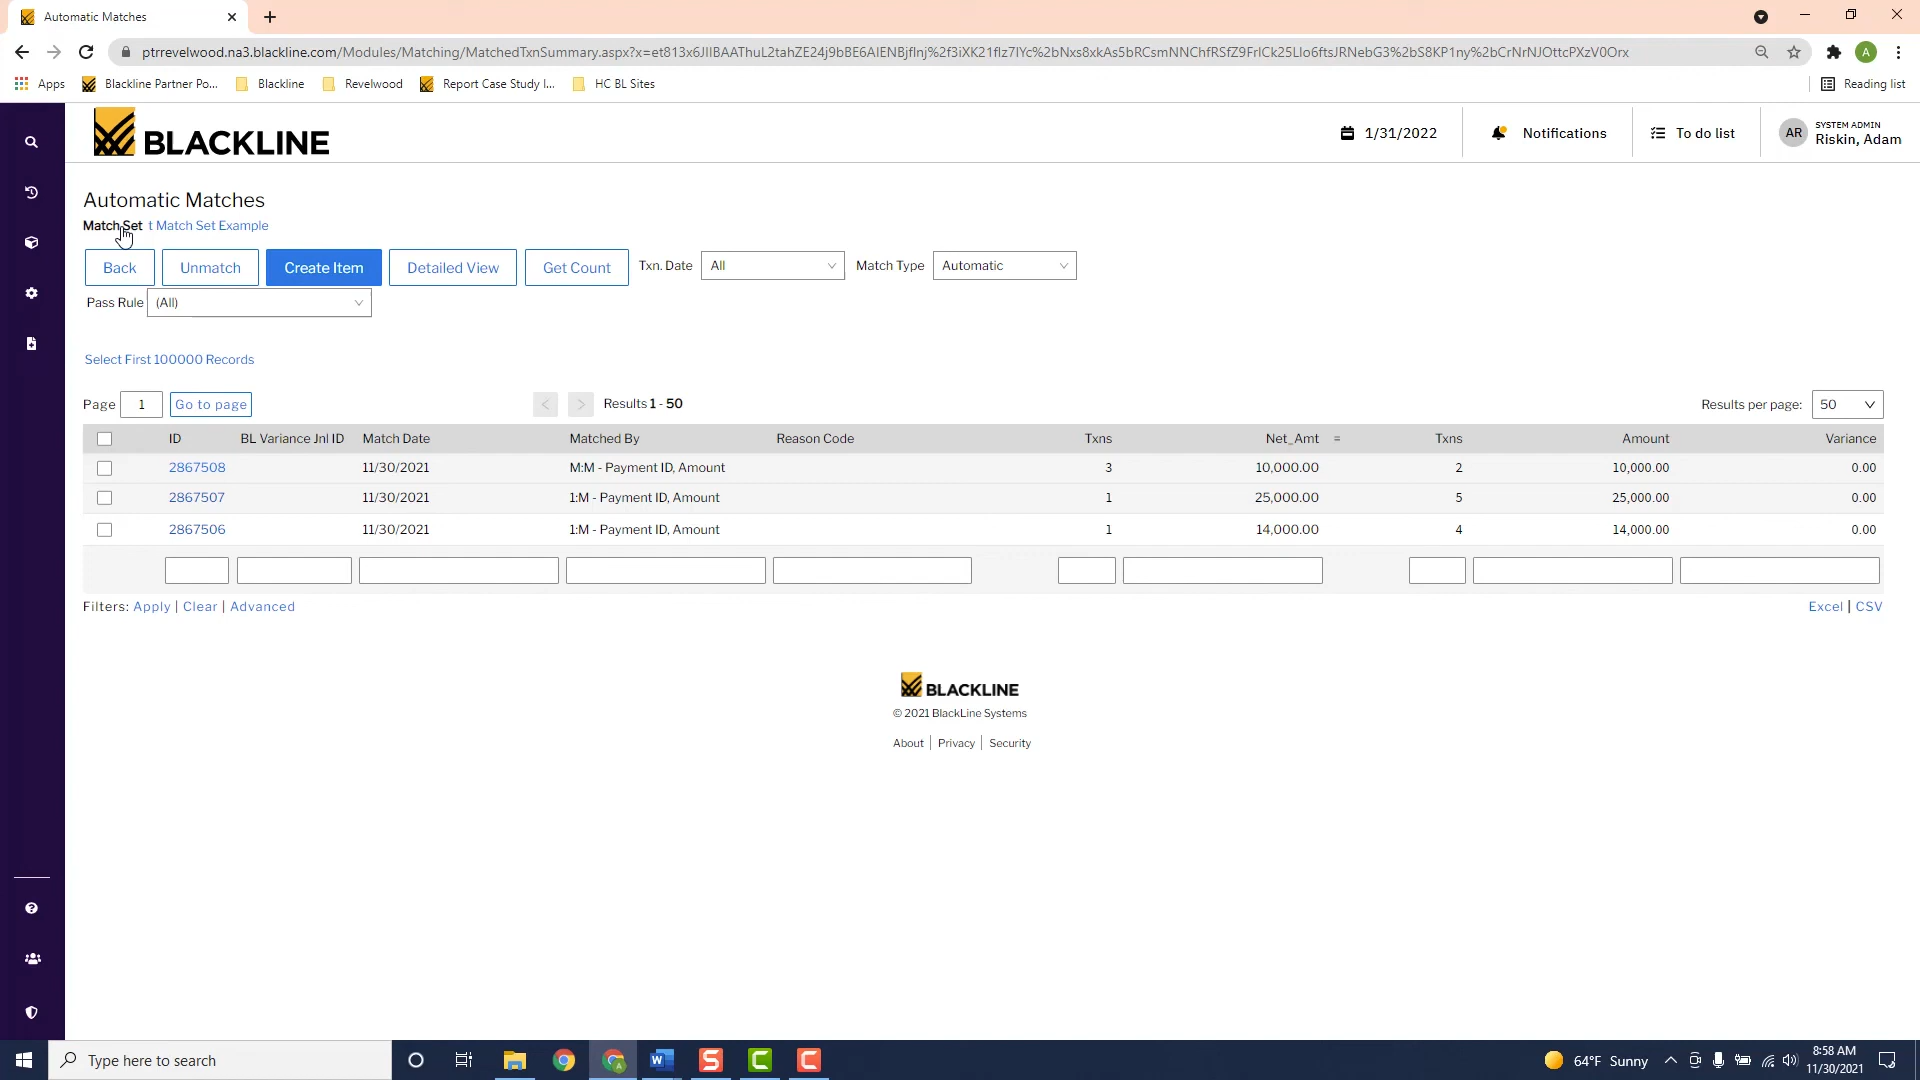 Automatic Matches
ptrrevelwood.na3.blackline.com/Modules/Matching/MatchedTxnSummary.aspx?x=
Apps Blackline Partner Po... Blackline Revelwood Report Case Study I... HC BL Sites Reading list
BLACKLINE 1/31/2022 Notifications To do list AR SYSTEM ADMIN
Riskin, Adam
Automatic Matches
Match Set t Match Set Example
Back Unmatch Create Item Detailed View Get Count Txn. Date All Match Type Automatic
Pass Rule (All)
Select First 100000 Records
Page 1 Go to page < > Results 1 - 50 Results per page: 50
ID BL Variance Jnl ID Match Date Matched By Reason Code Txns Net_Amt = Txns Amount Variance
2867508 11/30/2021 M:M - Payment ID, Amount 3 10,000.00 2 10,000.00 0.00
2867507 11/30/2021 1:M - Payment ID, Amount 1 25,000.00 5 25,000.00 0.00
2867506 11/30/2021 1:M - Payment ID, Amount 1 14,000.00 4 14,000.00 0.00
Filters: Apply | Clear | Advanced Excel | CSV
BLACKLINE
© 2021 BlackLine Systems
About | Privacy | Security
Type here to search 64°F Sunny 8:58 AM
11/30/2021